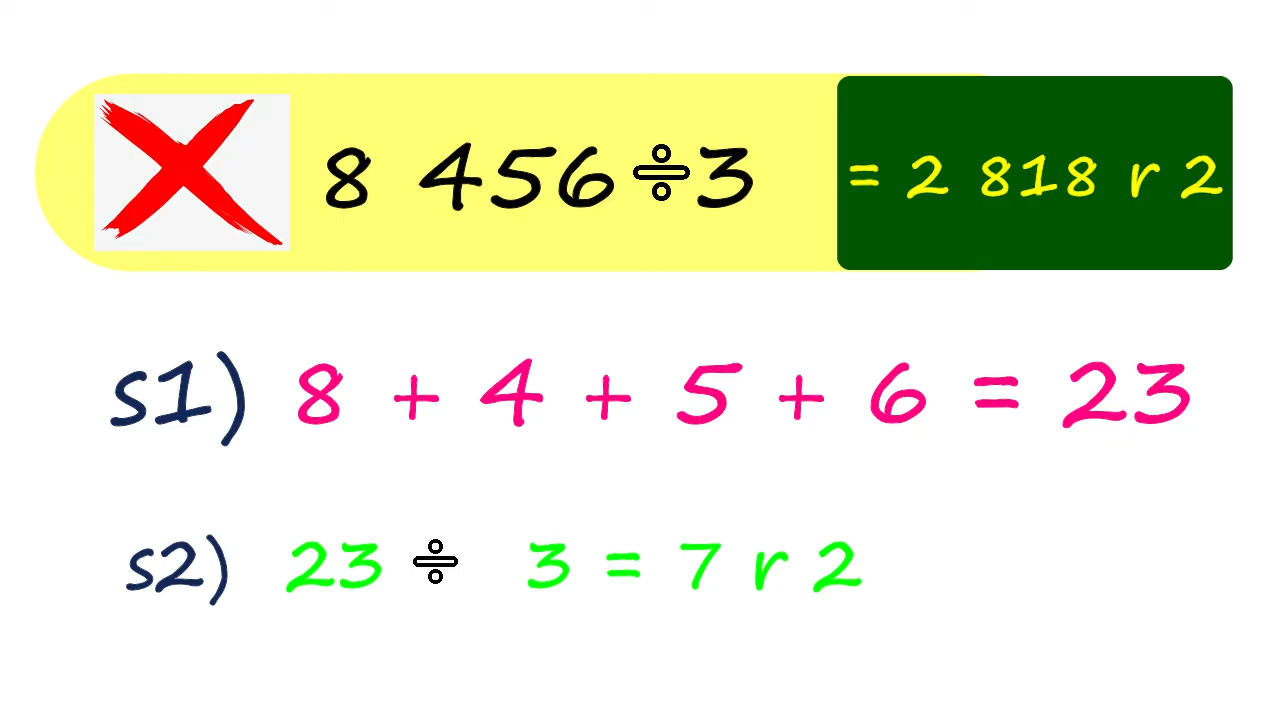 8 456÷3 = 2 818 r 2
s1) 8 + 4 + 5 + 6 = 23
s2) 23 ÷ 3 = 7 r 2